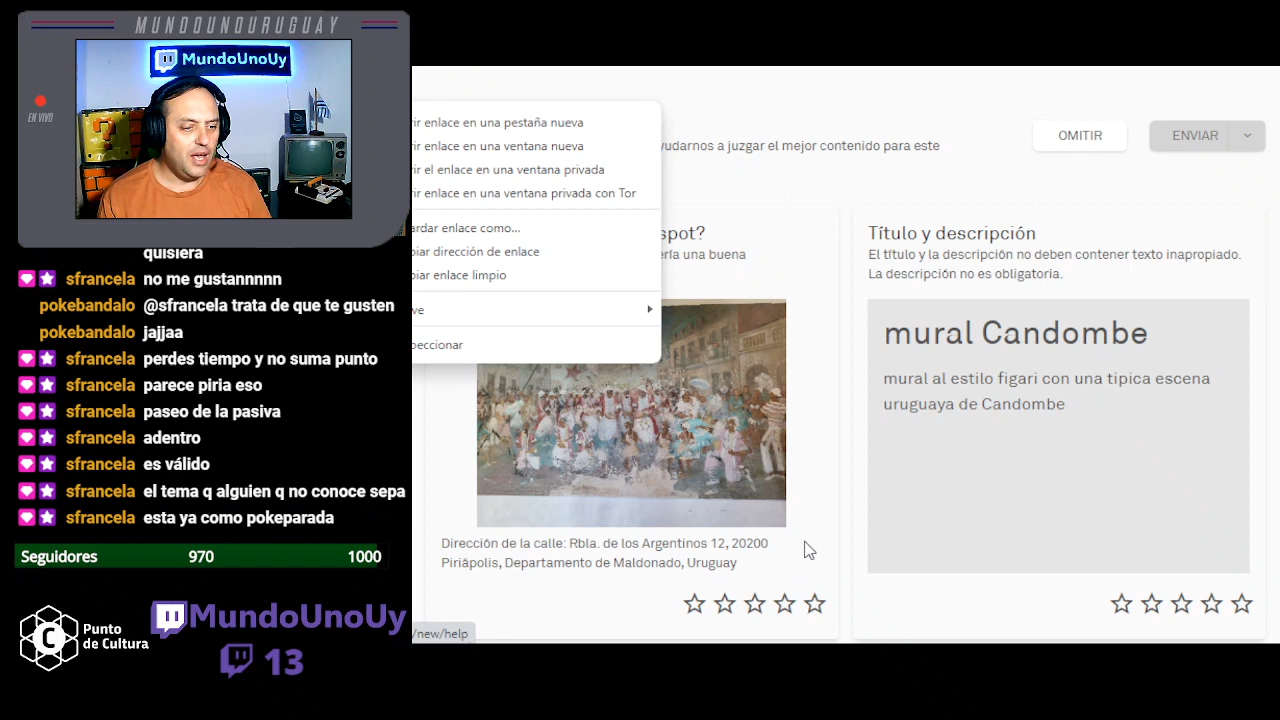 MUNDOUNOURUGUAY
MundoUnoUy
EN VIVO
quisiera
sfrancela no me gustannnnn
pokebandalo @sfrancela trata de que te gusten
pokebandalo jajjaa
sfrancela perdes tiempo y no suma punto
sfrancela parece piria eso
sfrancela paseo de la pasiva
sfrancela adentro
sfrancela es válido
sfrancela el tema q alguien q no conoce sepa
sfrancela esta ya como pokeparada
Seguidores 970 1000
C Punto
de Cultura
MundoUnoUy
13
rir enlace en una pestaña nueva
rir enlace en una ventana nueva
rir el enlace en una ventana privada
rir enlace en una ventana privada con Tor
ardar enlace como...
piar dirección de enlace
piar enlace limpio
ve
peccionar
yudarnos a juzgar el mejor contenido para este
OMITIR
ENVIAR
spot?
ería una buena
Dirección de la calle: Rbla. de los Argentinos 12, 20200
Piriápolis, Departamento de Maldonado, Uruguay
/new/help
Título y descripción
El título y la descripción no deben contener texto inapropiado.
La descripción no es obligatoria.
mural Candombe
mural al estilo figari con una tipica escena
uruguaya de Candombe